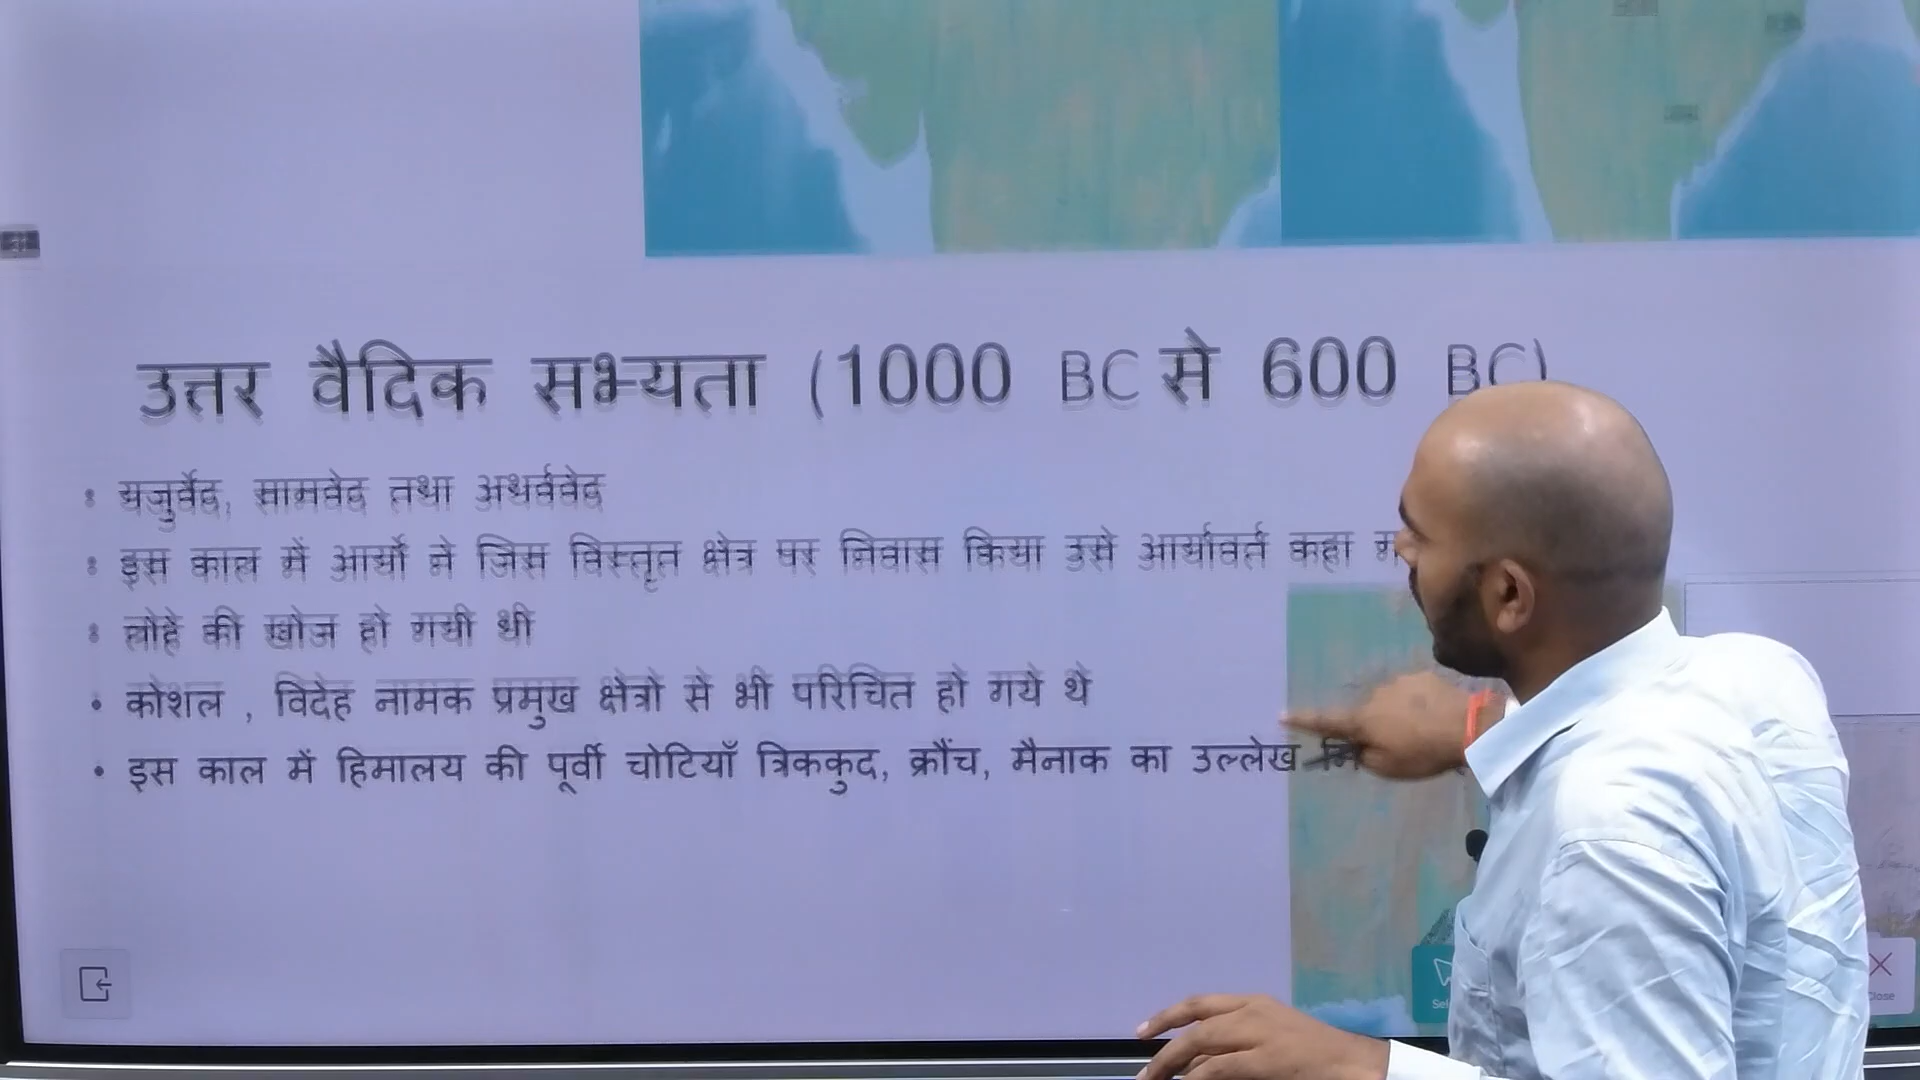 उत्तर वैदिक सभ्यता (1000 BC से 600 BC)
• यजुर्वेद, सामवेद तथा अथर्ववेद
• इस काल में आर्यो ने जिस विस्तृत क्षेत्र पर निवास किया उसे आर्यावर्त कहा
• लोहे की खोज हो गयी थी
• कोशल , विदेह नामक प्रमुख क्षेत्रो से भी परिचित हो गये थे
• इस काल में हिमालय की पूर्वी चोटियाँ त्रिककुद, क्रौंच, मैनाक का उल्लेख
Close